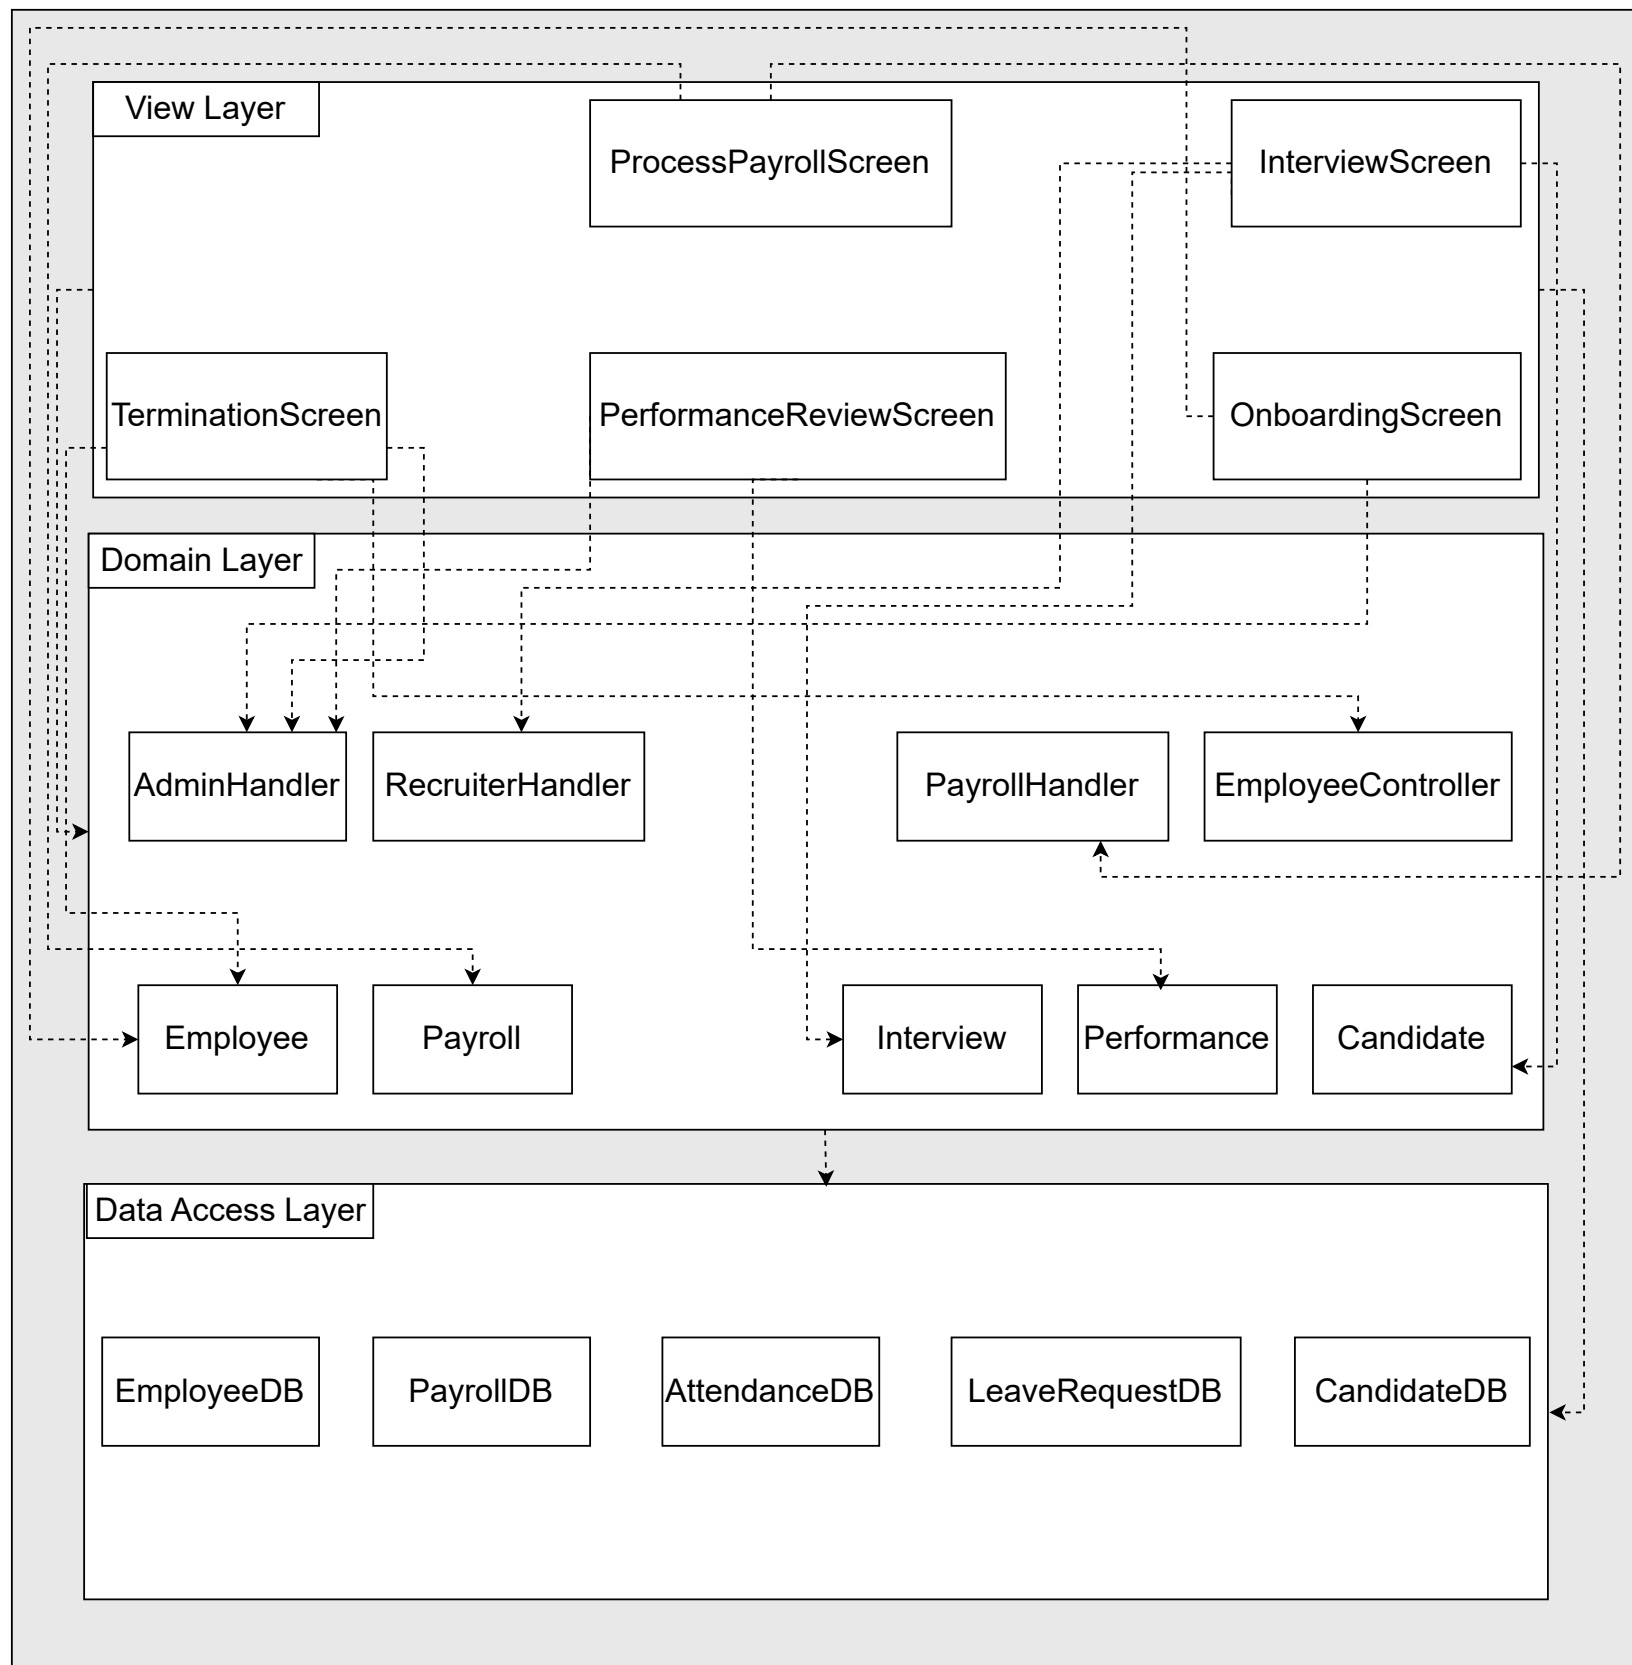 View Layer
ProcessPayrollScreen
InterviewScreen
TerminationScreen
PerformanceReviewScreen
OnboardingScreen
Domain Layer
AdminHandler
RecruiterHandler
PayrollHandler
EmployeeController
Employee
Payroll
Interview
Performance
Candidate
Data Access Layer
EmployeeDB
PayrollDB
AttendanceDB
LeaveRequestDB
CandidateDB